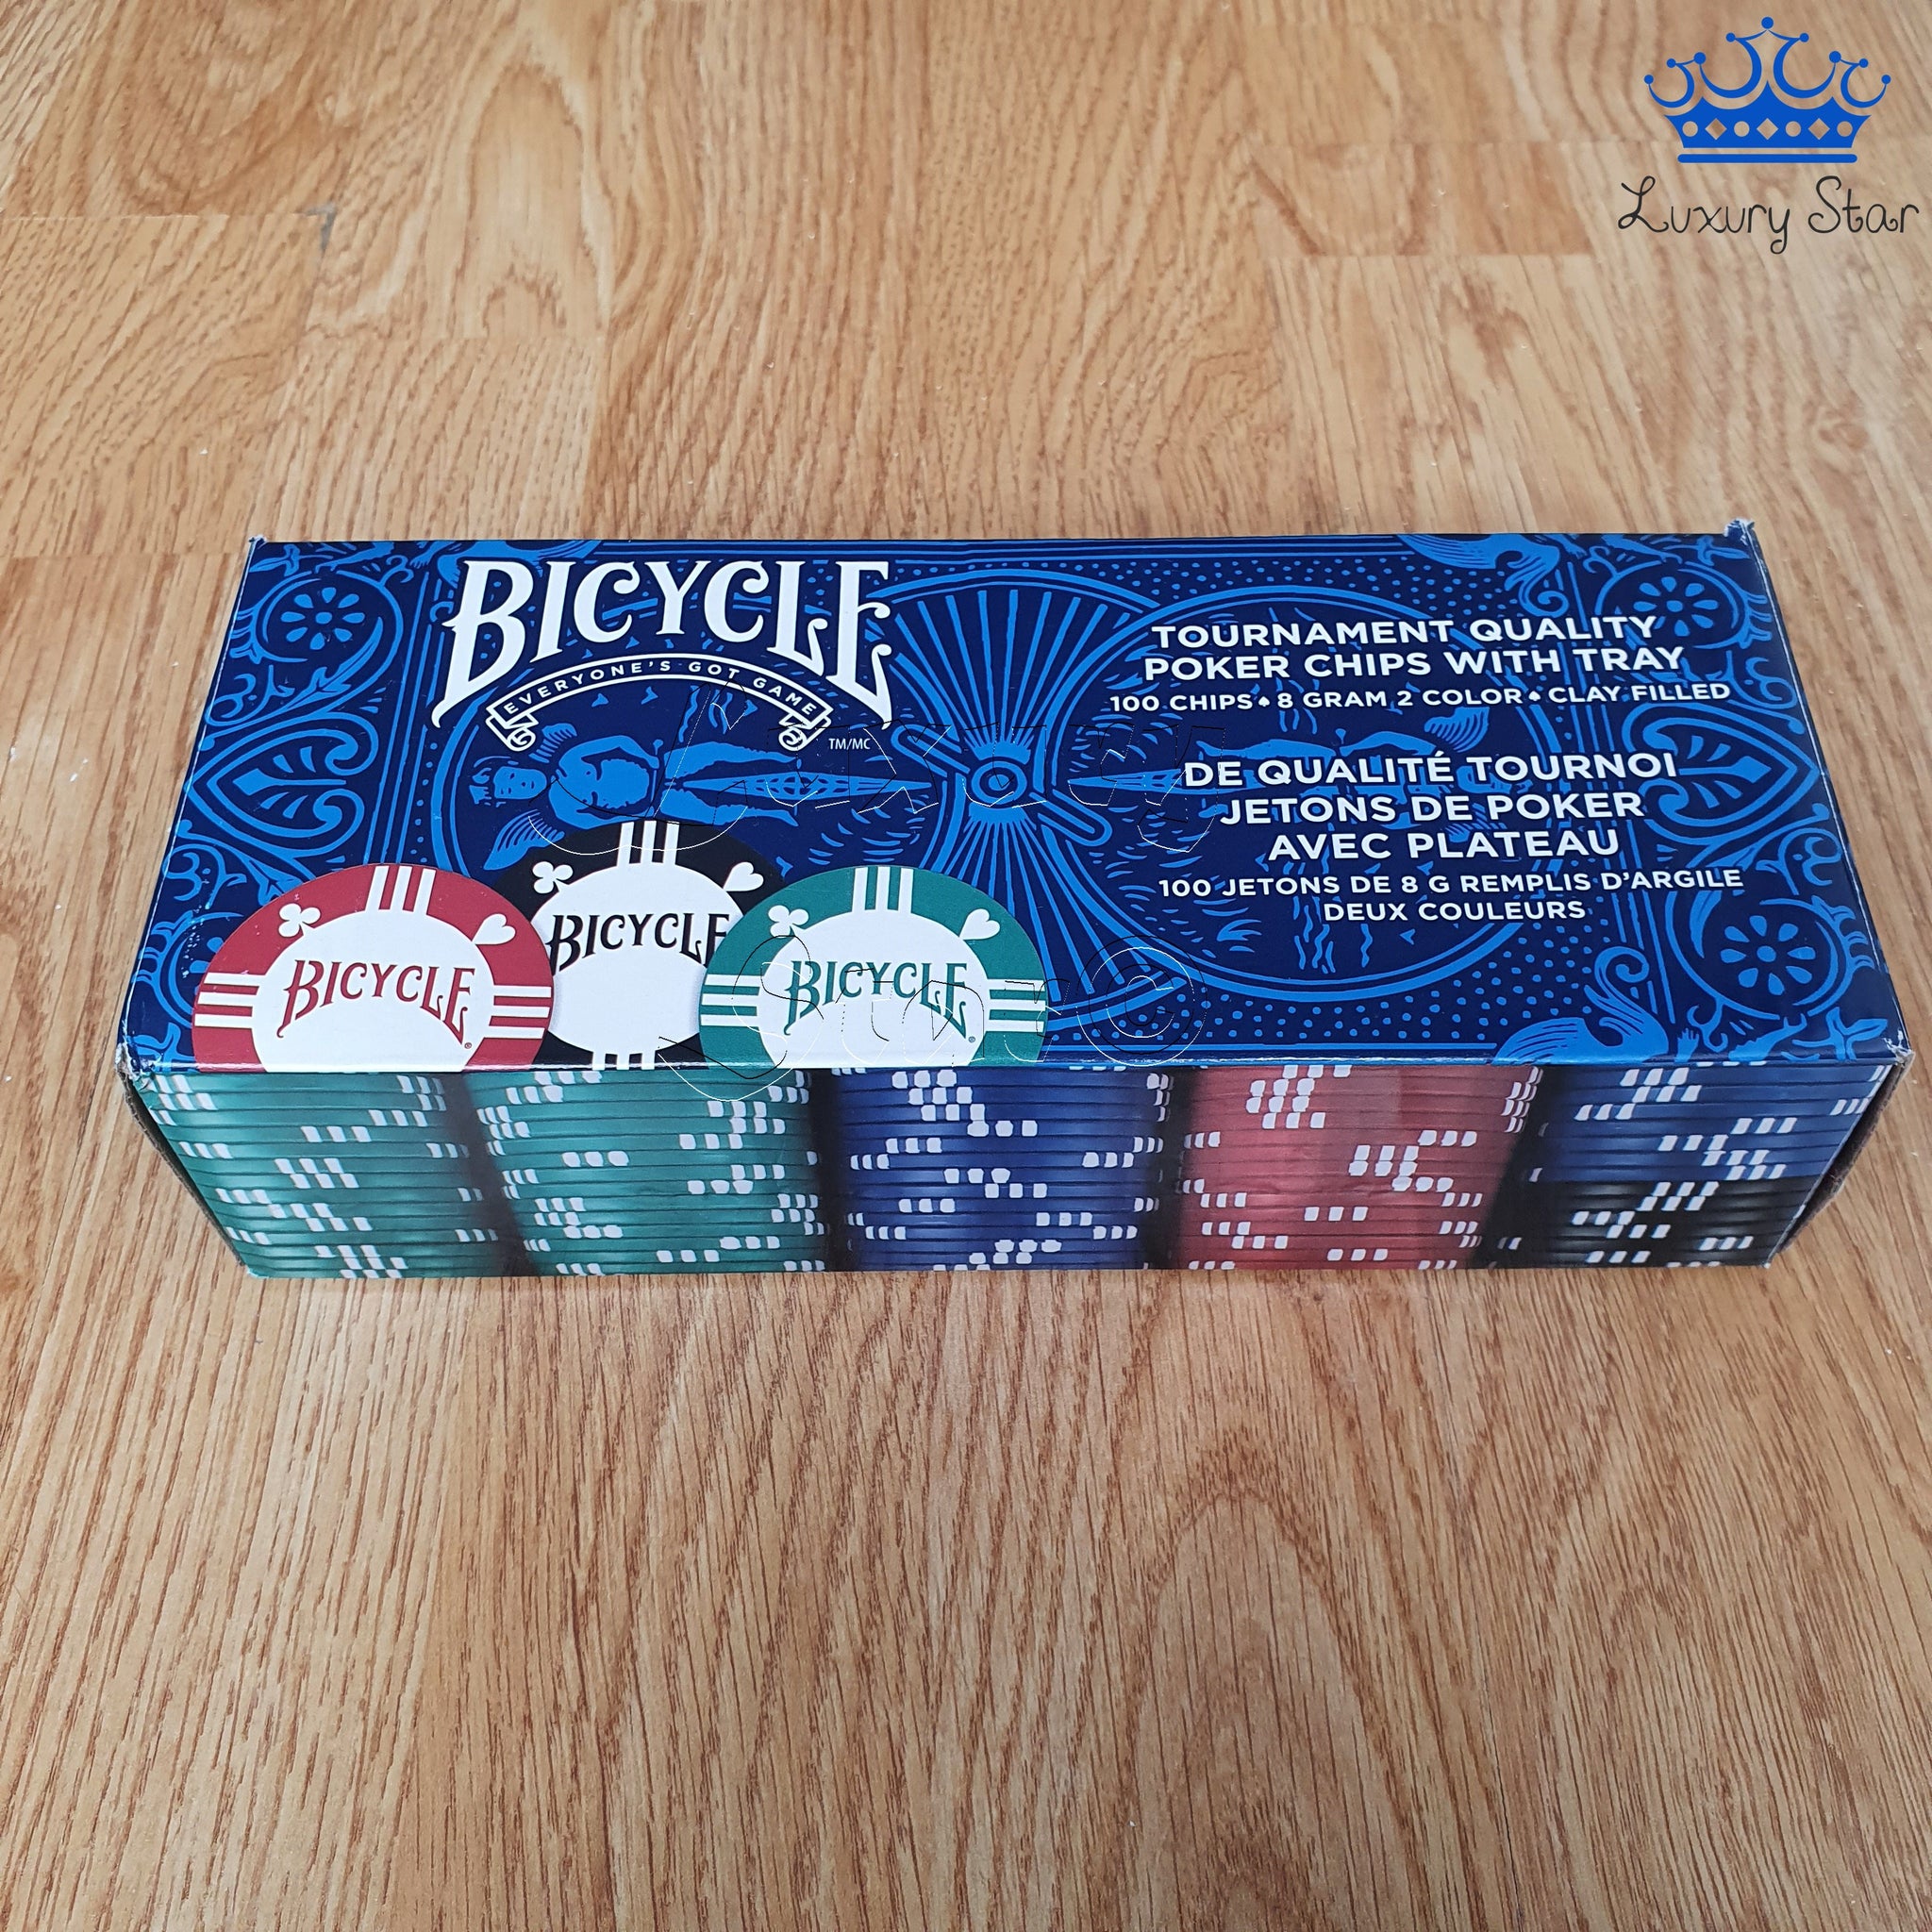 Luxury Star
BICYCLE
EVERYONE'S GOT GAME
TM/MC
TOURNAMENT QUALITY
POKER CHIPS WITH TRAY
100 CHIPS♠8 GRAM 2 COLOR♠CLAY FILLED
DE QUALITÉ TOURNOI
JETONS DE POKER
AVEC PLATEAU
100 JETONS DE 8 G REMPLIS D'ARGILE
DEUX COULEURS
BICYCLE
BICYCLE
BICYCLE
Luxury
Star©